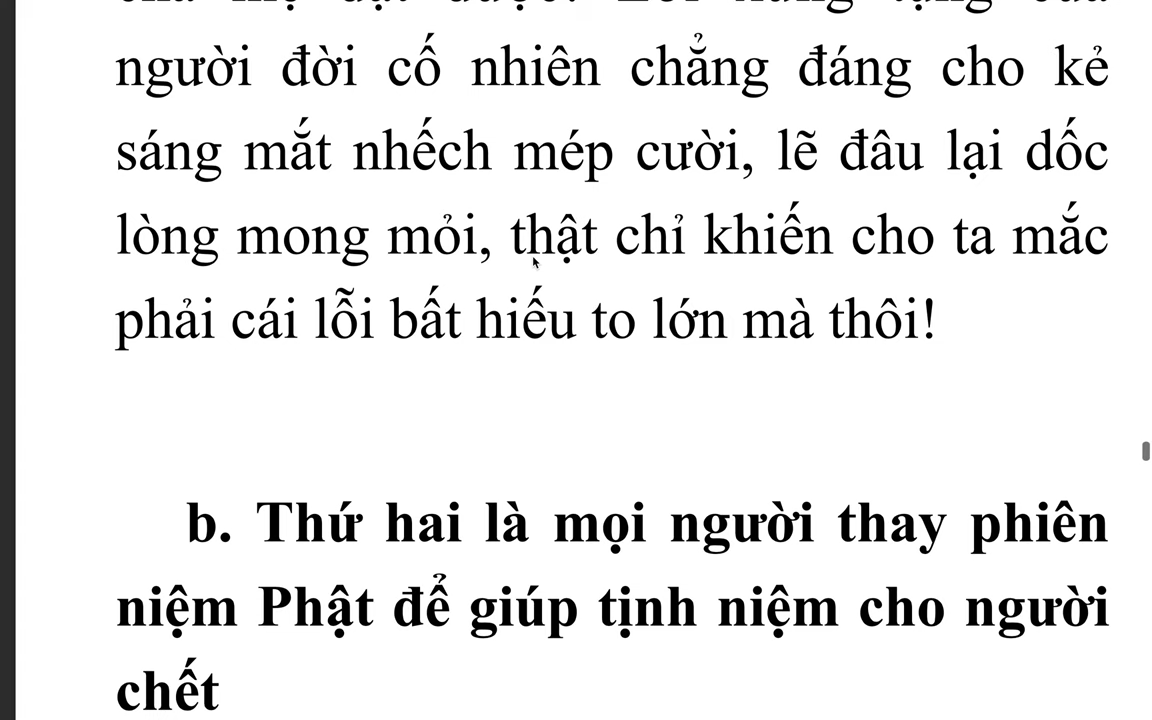 người đời cố nhiên chẳng đáng cho kẻ
sáng mắt nhếch mép cười, lẽ đâu lại dốc
lòng mong mỏi, thật chỉ khiến cho ta mắc
phải cái lỗi bất hiếu to lớn mà thôi!
b. Thứ hai là mọi người thay phiên
niệm Phật để giúp tịnh niệm cho người
chết